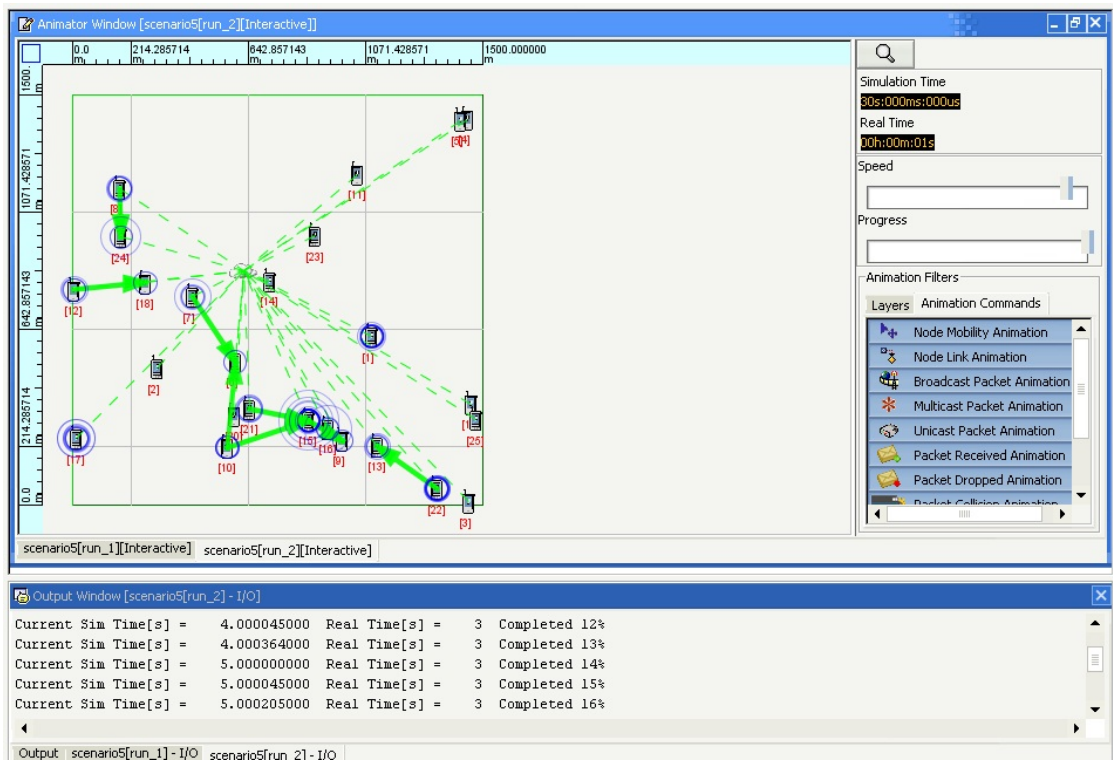 Animator Window [scenario5[run_2][Interactive]]
0.0 214.285714 642.857143 1071.428571 1500.000000
m m m m m
1500.
m
1071.428571
m
642.857143
m
214.285714
m
0.0
m
[4]
[11]
[8]
[24]
[23]
[12]
[18]
[14]
[7]
[1]
[2]
[21]
[15]
[16]
[25]
[17]
[10]
[9]
[13]
[22]
[3]
Simulation Time
30s:000ms:000us
Real Time
00h:00m:01s
Speed
Progress
Animation Filters
Layers Animation Commands
Node Mobility Animation
Node Link Animation
Broadcast Packet Animation
Multicast Packet Animation
Unicast Packet Animation
Packet Received Animation
Packet Dropped Animation
Packet Collision Animation
scenario5[run_1][Interactive] scenario5[run_2][Interactive]
Output Window [scenario5[run_2] - I/O]
Current Sim Time[s] = 4.000045000 Real Time[s] = 3 Completed 12%
Current Sim Time[s] = 4.000364000 Real Time[s] = 3 Completed 13%
Current Sim Time[s] = 5.000000000 Real Time[s] = 3 Completed 14%
Current Sim Time[s] = 5.000045000 Real Time[s] = 3 Completed 15%
Current Sim Time[s] = 5.000205000 Real Time[s] = 3 Completed 16%
Output scenario5[run_1] - I/O scenario5[run_2] - I/O